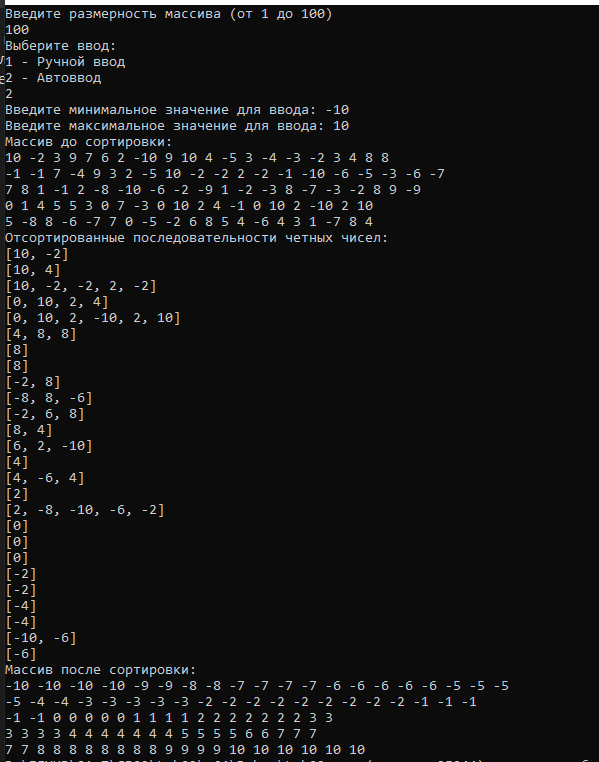 Введите размерность массива (от 1 до 100)
100
Выберите ввод:
1 - Ручной ввод
2 - Автоввод
2
Введите минимальное значение для ввода: -10
Введите максимальное значение для ввода: 10
Массив до сортировки:
10 -2 3 9 7 6 2 -10 9 10 4 -5 3 -4 -3 -2 3 4 8 8
-1 -1 7 -4 9 3 2 -5 10 -2 -2 2 -2 -1 -10 -6 -5 -3 -6 -7
7 8 1 -1 2 -8 -10 -6 -2 -9 1 -2 -3 8 -7 -3 -2 8 9 -9
0 1 4 5 5 3 0 7 -3 0 10 2 4 -1 0 10 2 -10 2 10
5 -8 8 -6 -7 7 0 -5 -2 6 8 5 4 -6 4 3 1 -7 8 4
Отсортированные последовательности четных чисел:
[10, -2]
[10, 4]
[10, -2, -2, 2, -2]
[0, 10, 2, 4]
[0, 10, 2, -10, 2, 10]
[4, 8, 8]
[8]
[8]
[-2, 8]
[-8, 8, -6]
[-2, 6, 8]
[8, 4]
[6, 2, -10]
[4]
[4, -6, 4]
[2]
[2, -8, -10, -6, -2]
[0]
[0]
[0]
[-2]
[-2]
[-4]
[-4]
[-10, -6]
[-6]
Массив после сортировки:
-10 -10 -10 -10 -9 -9 -8 -8 -7 -7 -7 -7 -6 -6 -6 -6 -6 -5 -5 -5
-5 -4 -4 -3 -3 -3 -3 -3 -2 -2 -2 -2 -2 -2 -2 -2 -2 -1 -1 -1
-1 -1 0 0 0 0 0 1 1 1 1 2 2 2 2 2 2 2 3 3
3 3 3 3 4 4 4 4 4 4 4 5 5 5 5 6 6 7 7 7
7 7 8 8 8 8 8 8 8 8 8 9 9 9 9 10 10 10 10 10 10